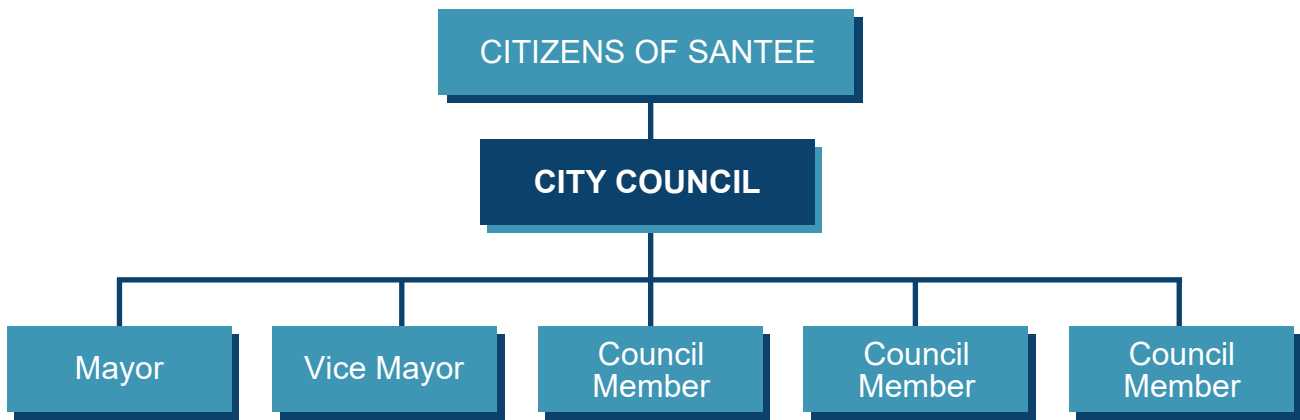 CITIZENS OF SANTEE
CITY COUNCIL
Mayor
Vice Mayor
Council
Member
Council
Member
Council
Member